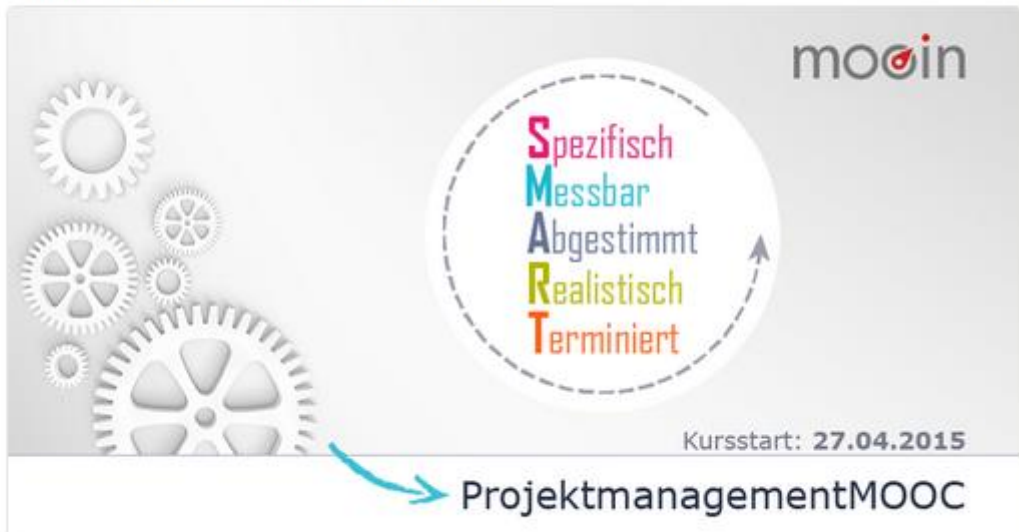 mooin
Spezifisch
Messbar
Abgestimmt
Realistisch
Terminiert
Kursstart: 27.04.2015
ProjektmanagementMOOC